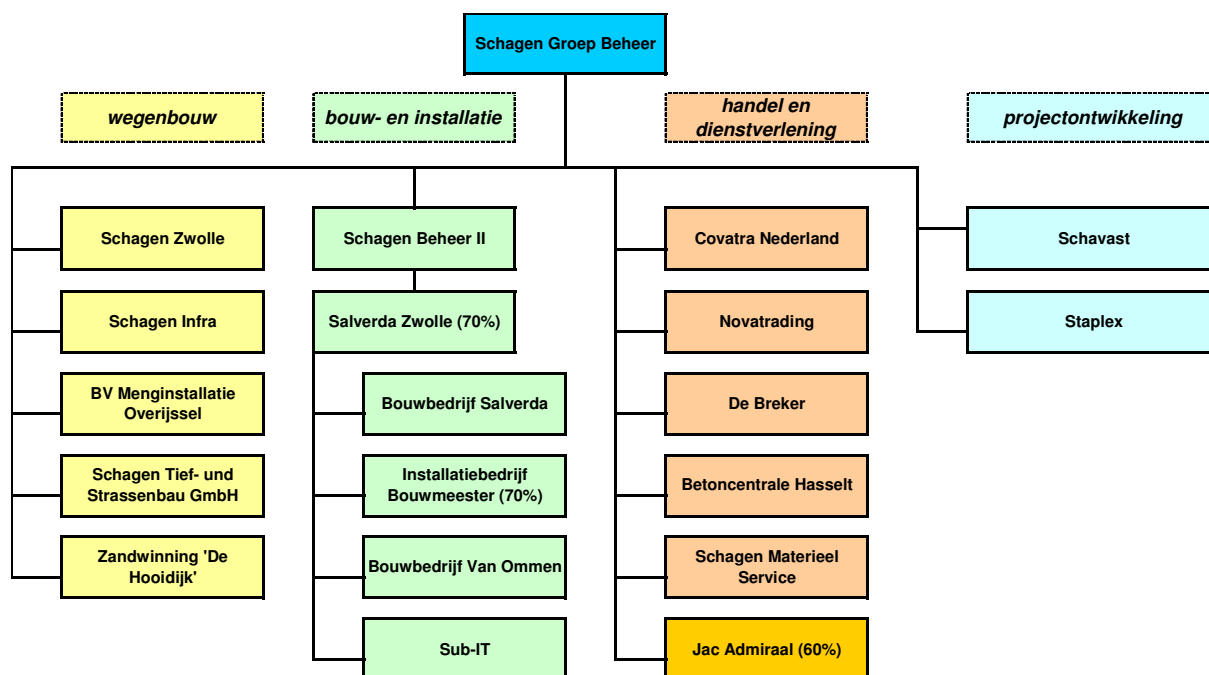 Schagen Groep Beheer
wegenbouw
bouw- en installatie
handel en
dienstverlening
projectontwikkeling
Schagen Zwolle
Schagen Beheer II
Covatra Nederland
Schavast
Schagen Infra
Salverda Zwolle (70%)
Novatrading
Staplex
BV Menginstallatie
Overijssel
Bouwbedrijf Salverda
De Breker
Schagen Tief- und
Strassenbau GmbH
Installatiebedrijf
Bouwmeester (70%)
Betoncentrale Hasselt
Zandwinning 'De
Hooidijk'
Bouwbedrijf Van Ommen
Schagen Materieel
Service
Sub-IT
Jac Admiraal (60%)